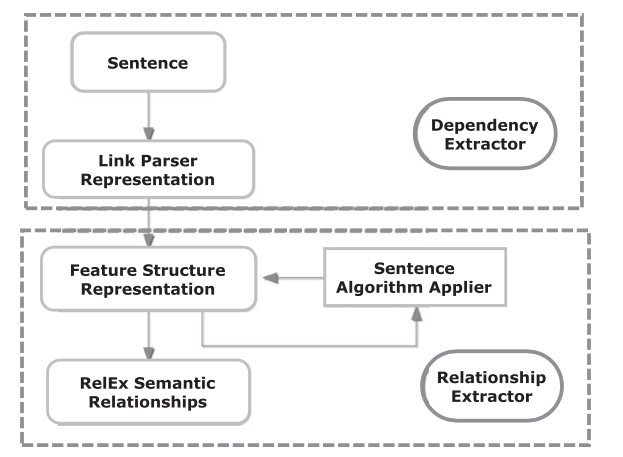 Sentence
Dependency
Extractor
Link Parser
Representation
Feature Structure
Representation
Sentence
Algorithm Applier
RelEx Semantic
Relationships
Relationship
Extractor